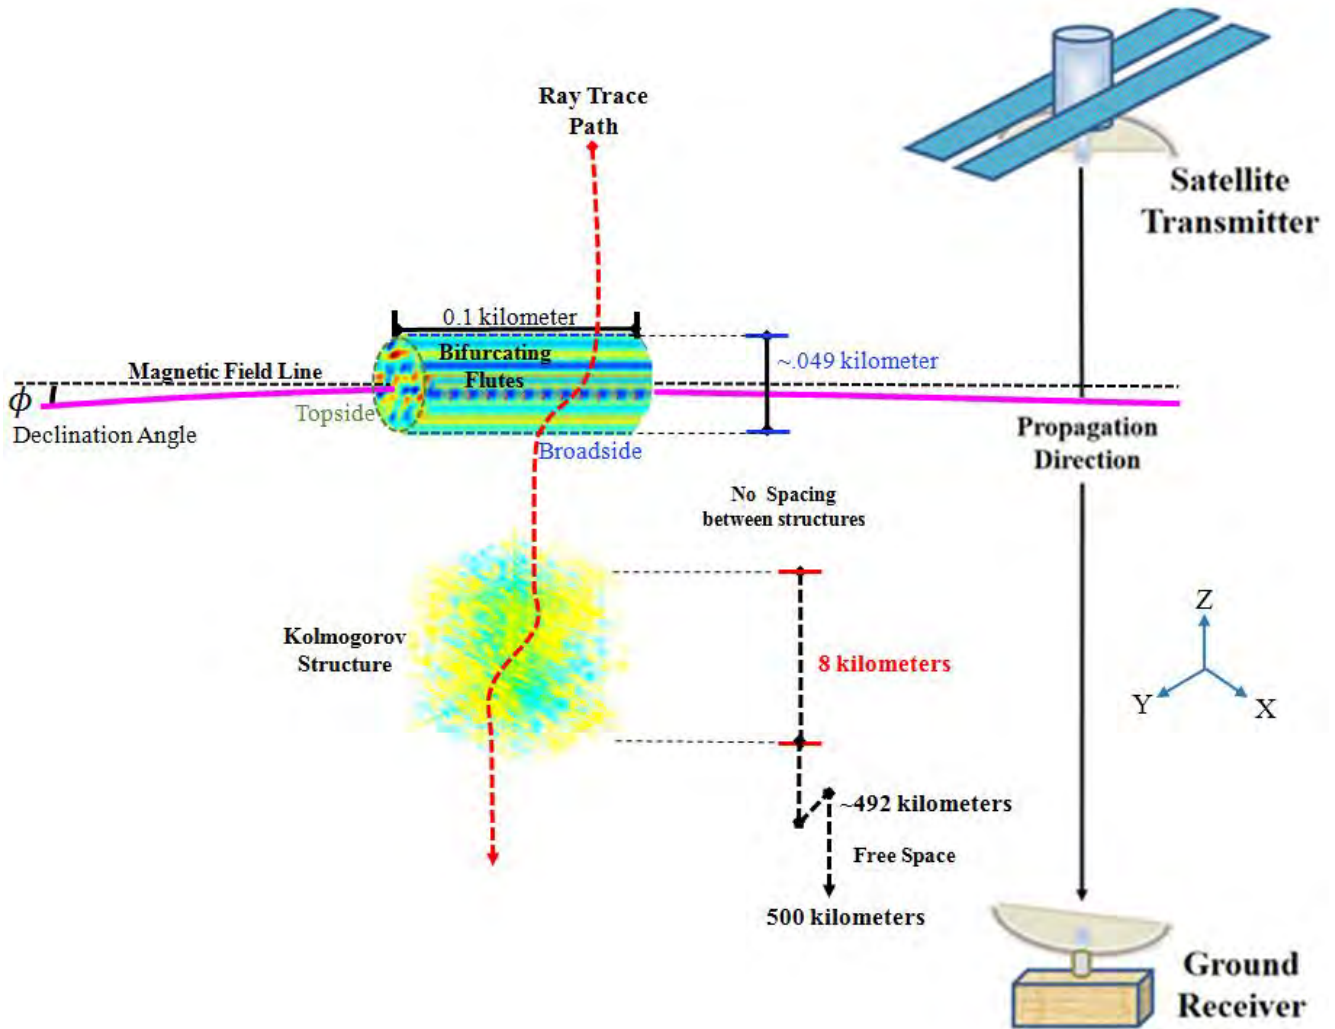 Ray Trace
Path
Satellite
Transmitter
0.1 kilometer
Bifurcating
Flutes
~.049 kilometer
Magnetic Field Line
ϕ
Topside
Declination Angle
Broadside
Propagation
Direction
No Spacing
between structures
Kolmogorov
Structure
8 kilometers
Z
Y
X
~492 kilometers
Free Space
500 kilometers
Ground
Receiver